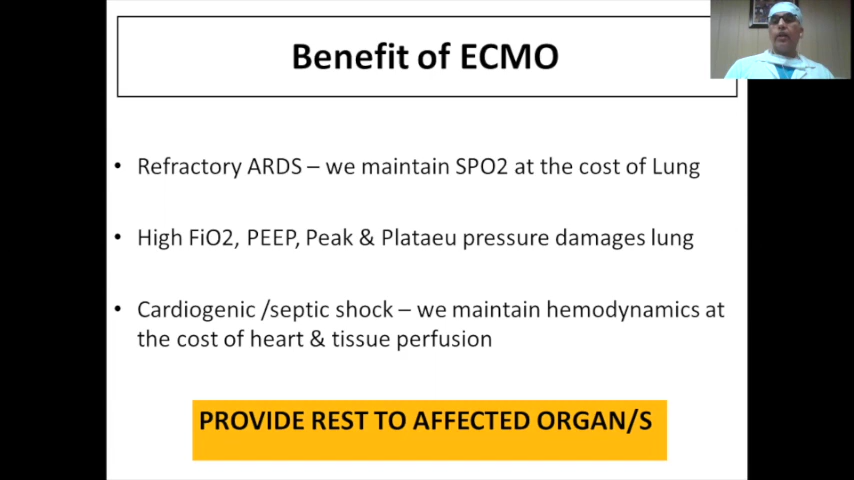 Benefit of ECMO
• Refractory ARDS – we maintain SPO2 at the cost of Lung
• High FiO2, PEEP, Peak & Plataeu pressure damages lung
• Cardiogenic /septic shock – we maintain hemodynamics at
the cost of heart & tissue perfusion
PROVIDE REST TO AFFECTED ORGAN/S